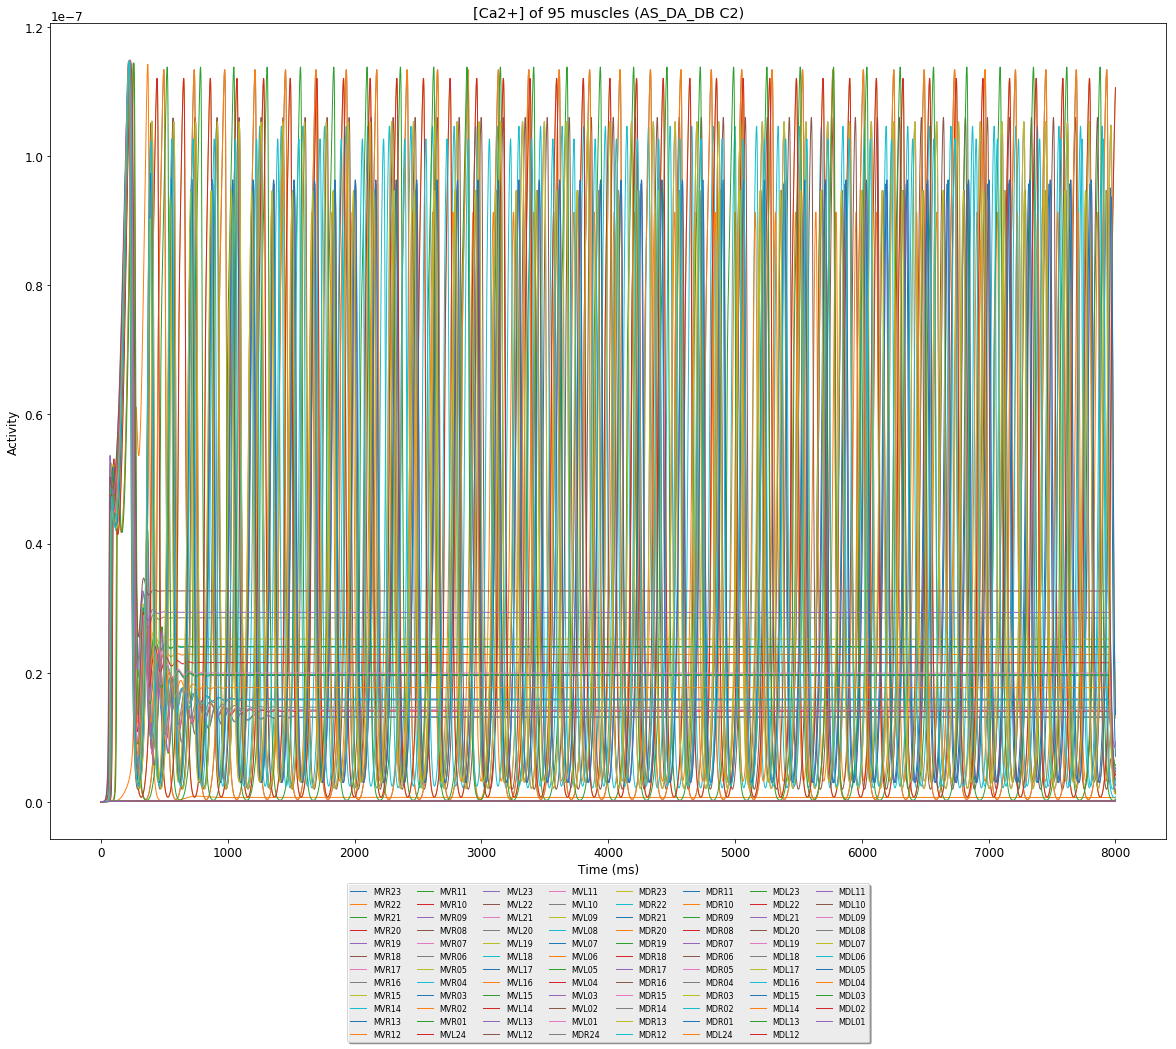 [Ca2+] of 95 muscles (AS_DA_DB C2)
1e−7
1.2
1.0
0.8
0.6
0.4
0.2
0.0
Activity
0 1000 2000 3000 4000 5000 6000 7000 8000
Time (ms)
MVR23 MVR11 MVL23 MVL11 MDR23 MDR11 MDL23 MDL11
MVR22 MVR10 MVL22 MVL10 MDR22 MDR10 MDL22 MDL10
MVR21 MVR09 MVL21 MVL09 MDR21 MDR09 MDL21 MDL09
MVR20 MVR08 MVL20 MVL08 MDR20 MDR08 MDL20 MDL08
MVR19 MVR07 MVL19 MVL07 MDR19 MDR07 MDL19 MDL07
MVR18 MVR06 MVL18 MVL06 MDR18 MDR06 MDL18 MDL06
MVR17 MVR05 MVL17 MVL05 MDR17 MDR05 MDL17 MDL05
MVR16 MVR04 MVL16 MVL04 MDR16 MDR04 MDL16 MDL04
MVR15 MVR03 MVL15 MVL03 MDR15 MDR03 MDL15 MDL03
MVR14 MVR02 MVL14 MVL02 MDR14 MDR02 MDL14 MDL02
MVR13 MVR01 MVL13 MVL01 MDR13 MDR01 MDL13 MDL01
MVR12 MVL24 MVL12 MDR24 MDR12 MDL24 MDL12